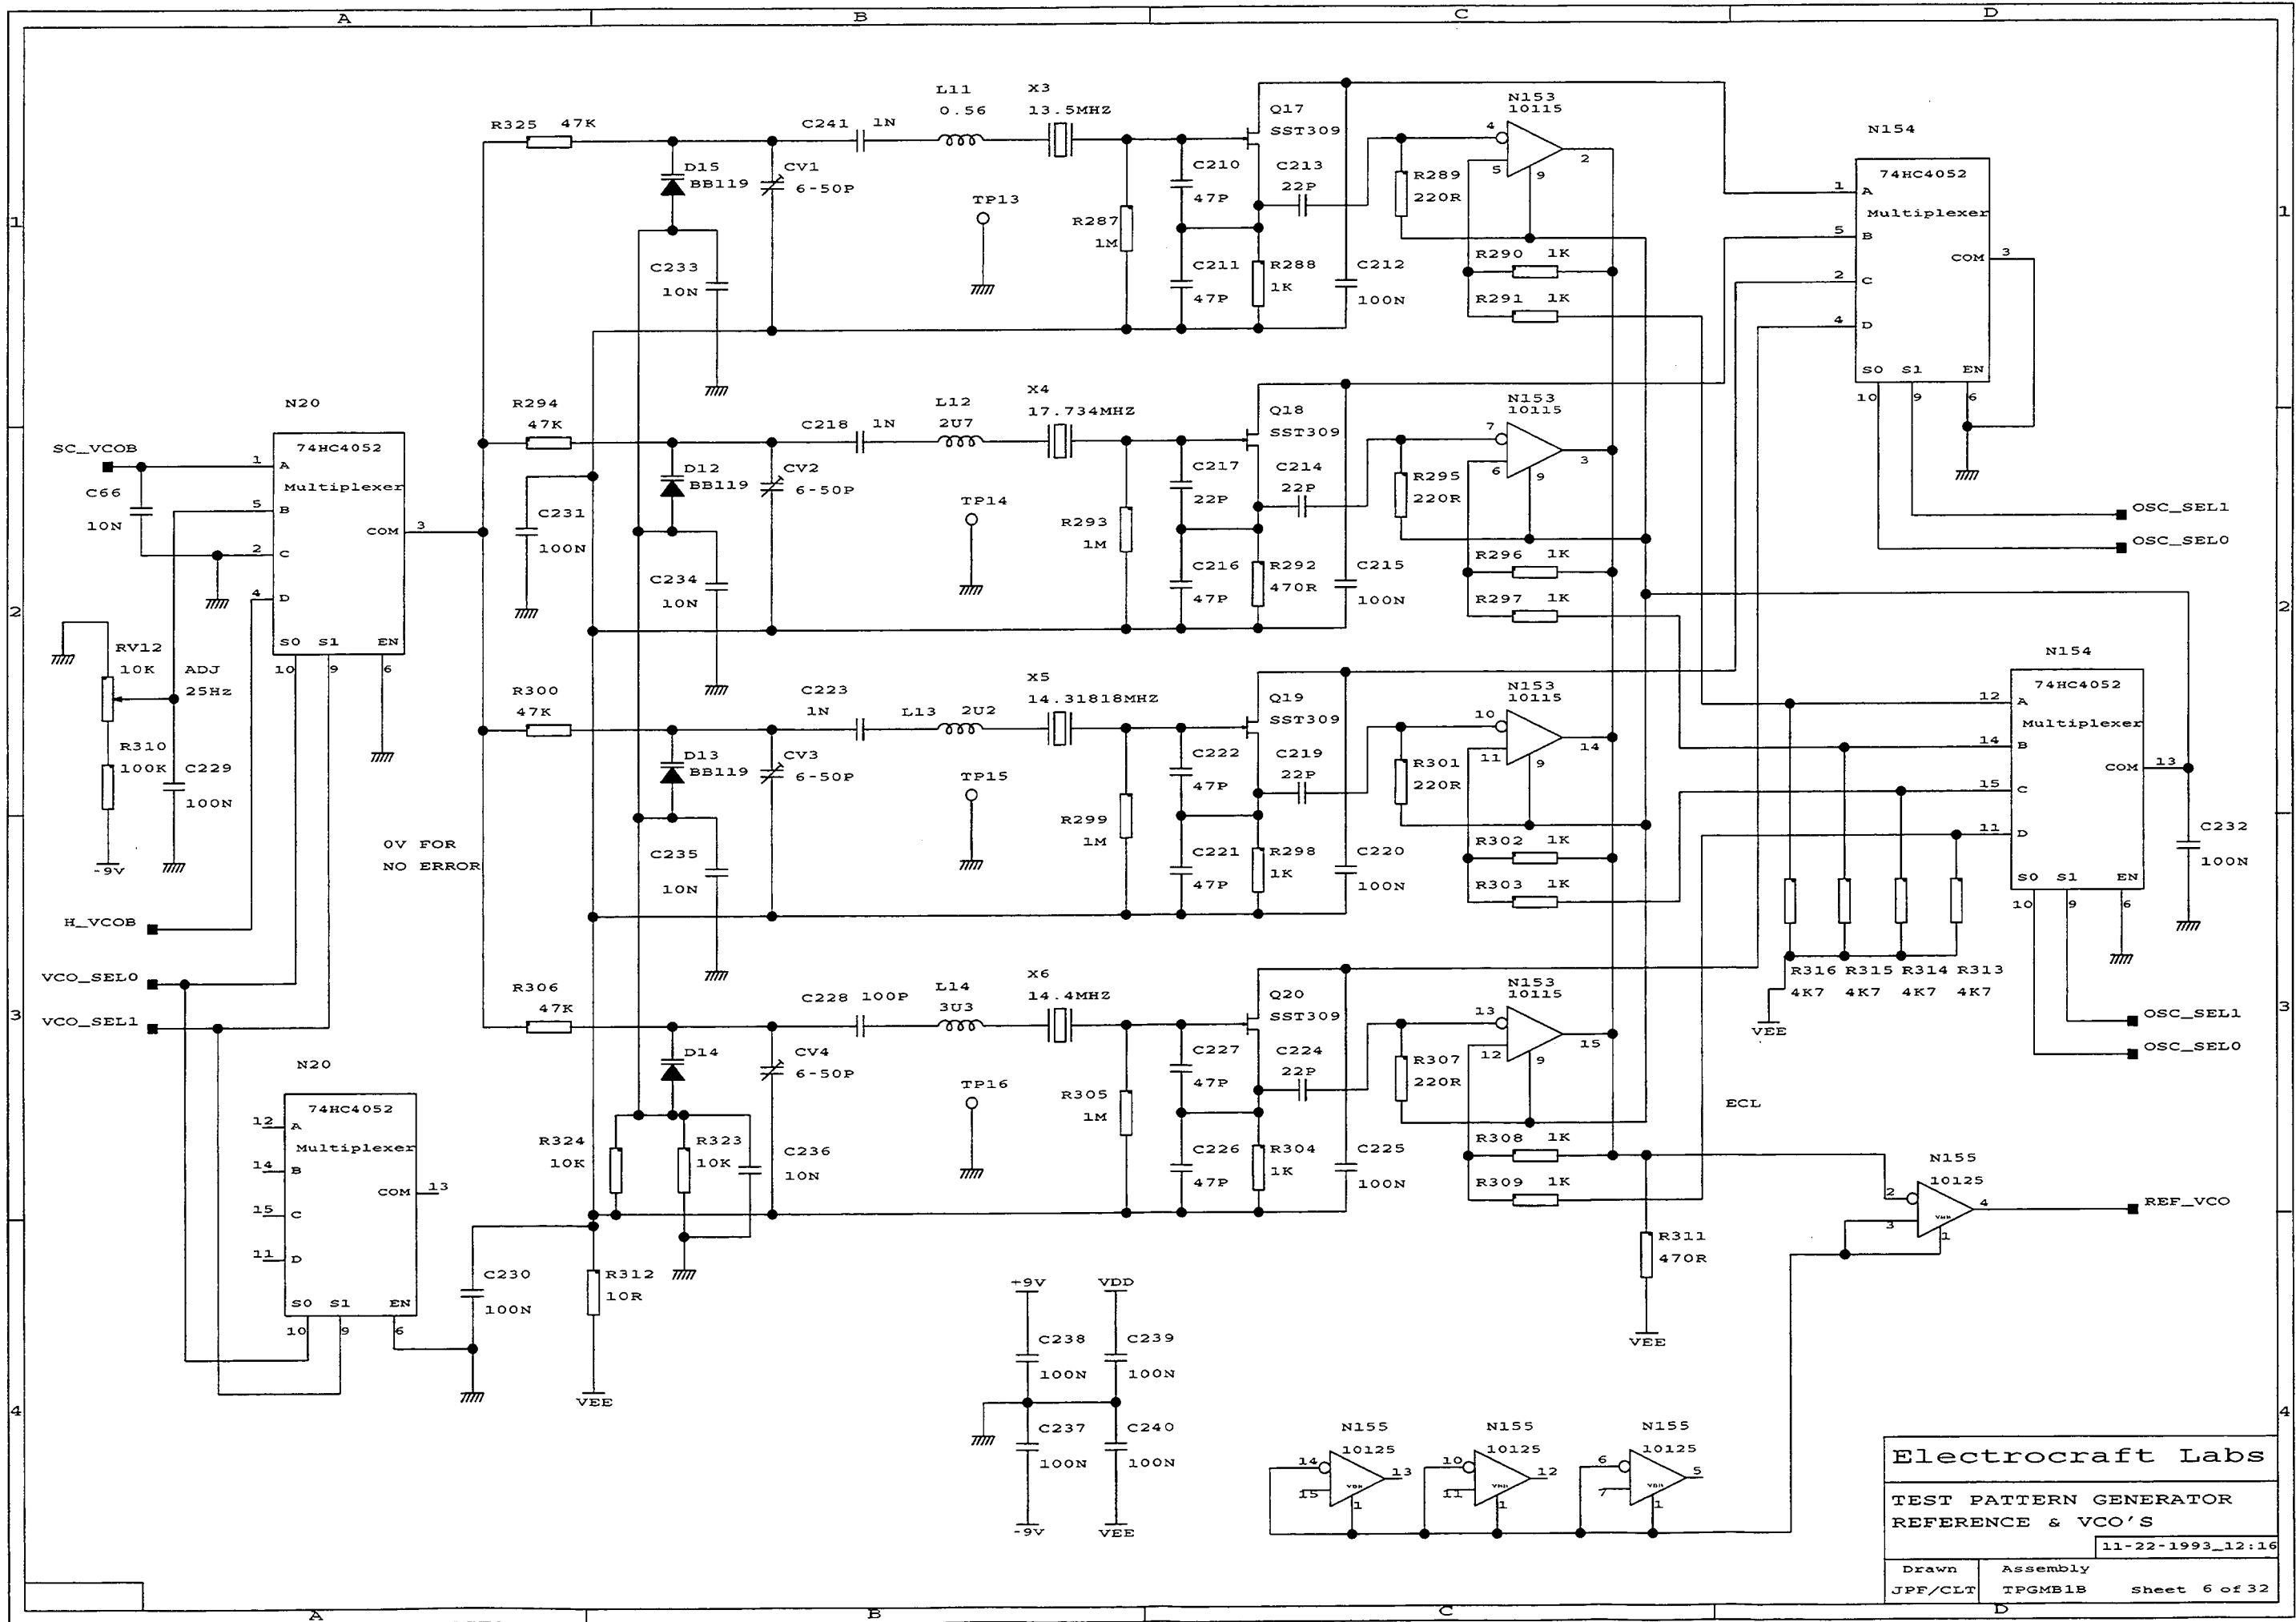 A
B
C
D
1
2
3
4
L11
0.56
X3
13.5MHZ
R325 47K
C241 1N
D15
BB119
CV1
6-50P
C233
10N
TP13
R287
1M
C210
47P
C211
47P
Q17
SST309
C213
22P
R288
1K
C212
100N
N153
10115
4
5
9
2
R289
220R
R290 1K
R291 1K
N154
74HC4052
Multiplexer
1 A
5 B
2 C
4 D
COM 3
S0 S1 EN
10 9 6
OSC_SEL1
OSC_SEL0
N20
74HC4052
Multiplexer
SC_VCOB
C66
10N
1 A
5 B
2 C
4 D
COM 3
S0 S1 EN
10 9 6
RV12
10K
ADJ
25Hz
R310
100K
C229
100N
-9V
0V FOR
NO ERROR
H_VCOB
VCO_SEL0
VCO_SEL1
R294
47K
C231
100N
D12
BB119
CV2
6-50P
C234
10N
C218 1N
L12
2U7
X4
17.734MHZ
TP14
R293
1M
C217
22P
C216
47P
Q18
SST309
C214
22P
R292
470R
C215
100N
N153
10115
7
6
9
3
R295
220R
R296 1K
R297 1K
R300
47K
D13
BB119
CV3
6-50P
C235
10N
C223
1N
L13 2U2
X5
14.31818MHZ
TP15
R299
1M
C222
47P
C221
47P
Q19
SST309
C219
22P
R298
1K
C220
100N
N153
10115
10
11
9
14
R301
220R
R302 1K
R303 1K
N154
74HC4052
Multiplexer
12 A
14 B
15 C
11 D
COM 13
S0 S1 EN
10 9 6
C232
100N
R316 R315 R314 R313
4K7 4K7 4K7 4K7
VEE
OSC_SEL1
OSC_SEL0
R306
47K
D14
CV4
6-50P
R324
10K
R323
10K
C236
10N
C228 100P
L14
3U3
X6
14.4MHZ
TP16
R305
1M
C227
47P
C226
47P
Q20
SST309
C224
22P
R304
1K
C225
100N
N153
10115
13
12
9
15
R307
220R
R308 1K
R309 1K
ECL
N155
10125
2
3
VBB
1
4
REF_VCO
R311
470R
VEE
N20
74HC4052
Multiplexer
12 A
14 B
15 C
11 D
COM 13
S0 S1 EN
10 9 6
C230
100N
R312
10R
VEE
+9V VDD
C238 C239
100N 100N
C237 C240
100N 100N
-9V VEE
N155
10125
14
15
VBB
1
13
N155
10125
10
11
VBB
1
12
N155
10125
6
7
VBB
1
5
Electrocraft Labs
TEST PATTERN GENERATOR
REFERENCE & VCO'S
11-22-1993_12:16
Drawn Assembly
JPF/CLT TPGMB1B Sheet 6 of 32
A
B
C
D
1
2
3
4